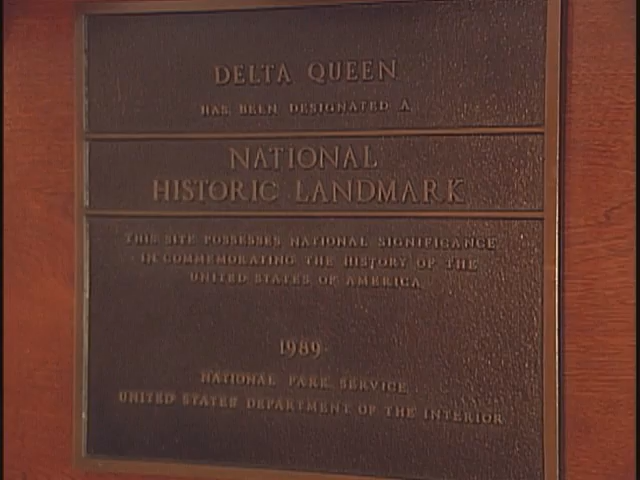 DELTA QUEEN
HAS BEEN DESIGNATED A
NATIONAL
HISTORIC LANDMARK
THIS SITE POSSESSES NATIONAL SIGNIFICANCE
IN COMMEMORATING THE HISTORY OF THE
UNITED STATES OF AMERICA
1989
NATIONAL PARK SERVICE
UNITED STATES DEPARTMENT OF THE INTERIOR